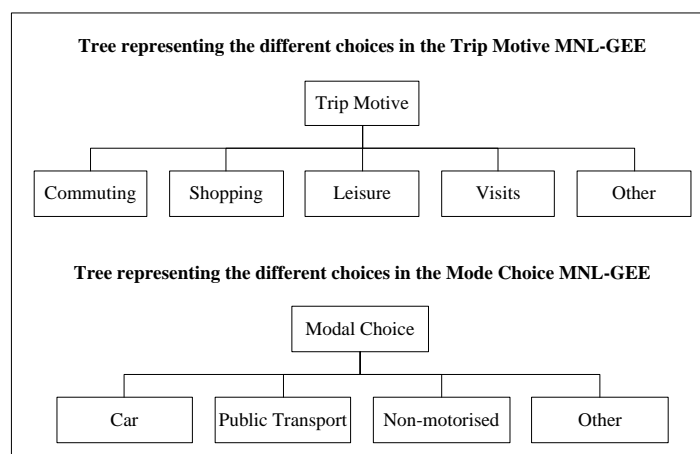 Tree representing the different choices in the Trip Motive MNL-GEE
Trip Motive
Commuting Shopping Leisure Visits Other
Tree representing the different choices in the Mode Choice MNL-GEE
Modal Choice
Car Public Transport Non-motorised Other